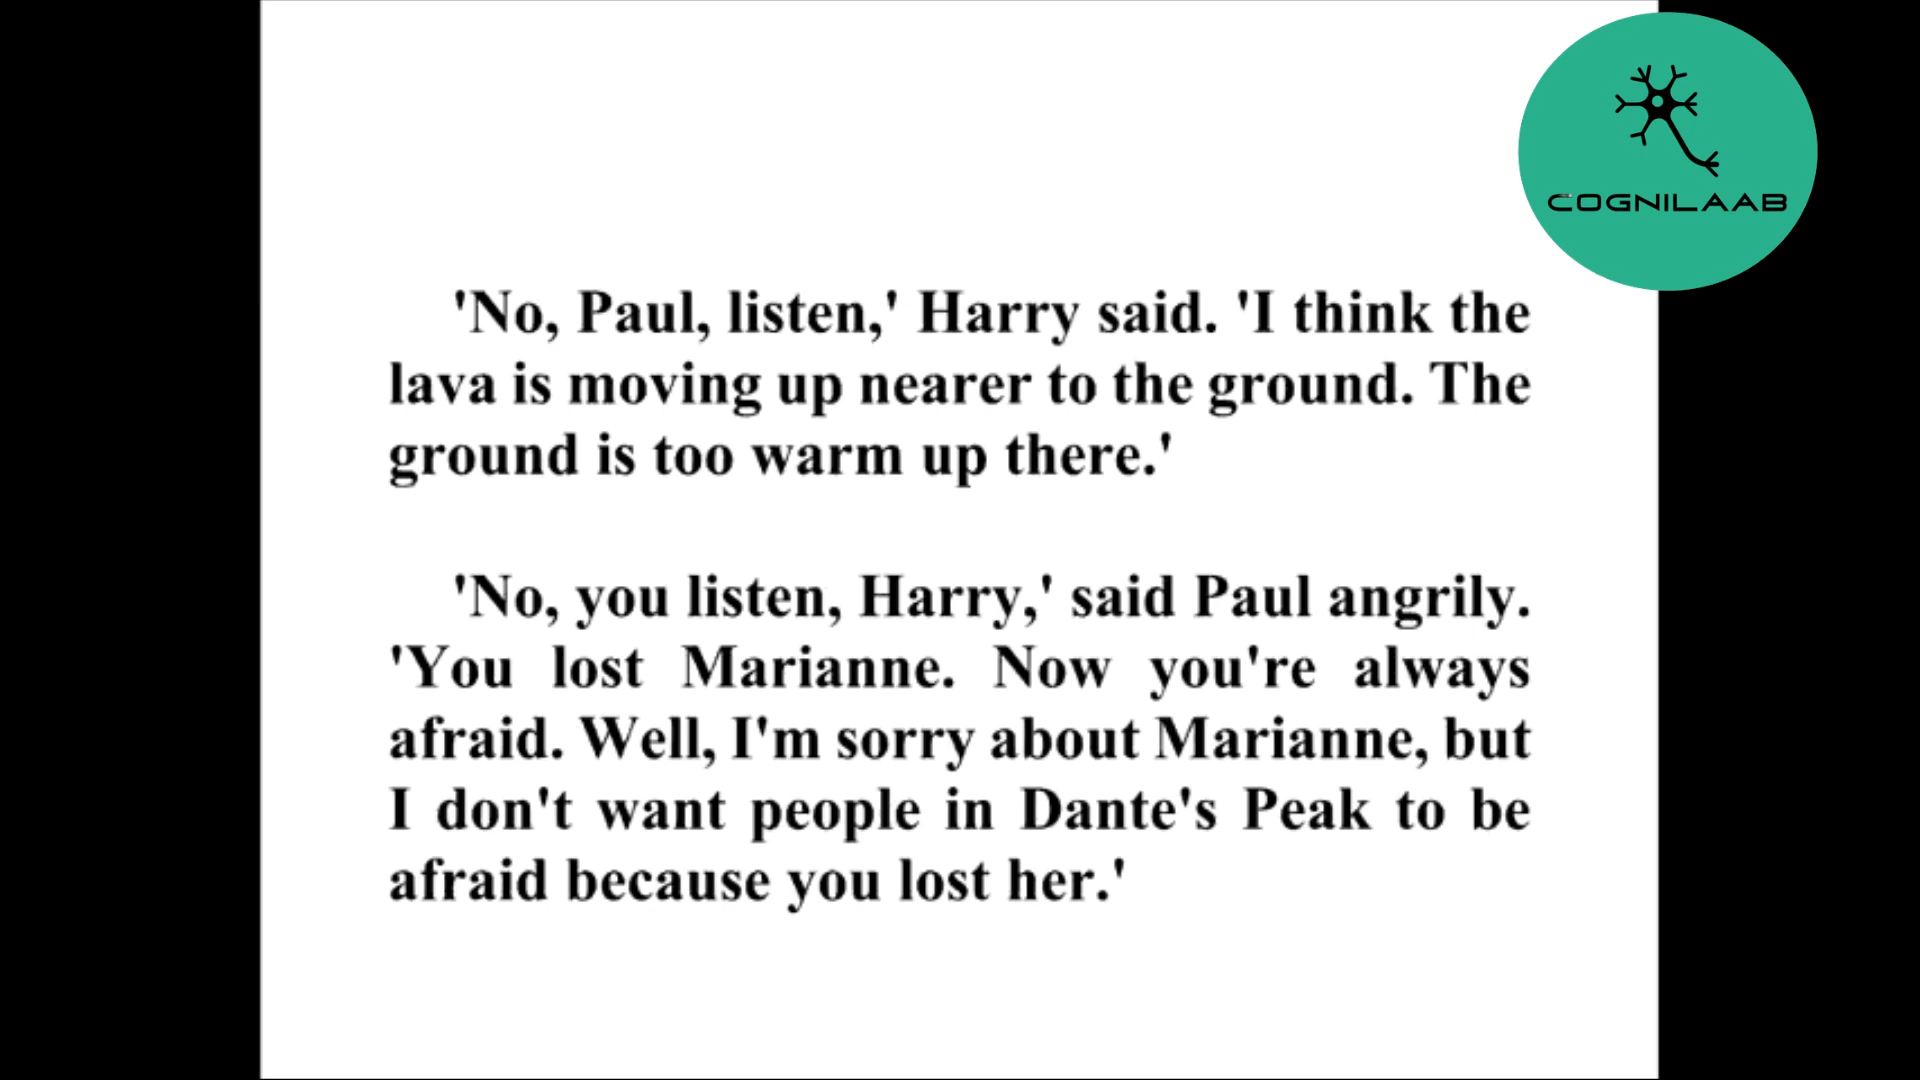 COGNILAAB
'No, Paul, listen,' Harry said. 'I think the
lava is moving up nearer to the ground. The
ground is too warm up there.'
'No, you listen, Harry,' said Paul angrily.
'You lost Marianne. Now you're always
afraid. Well, I'm sorry about Marianne, but
I don't want people in Dante's Peak to be
afraid because you lost her.'